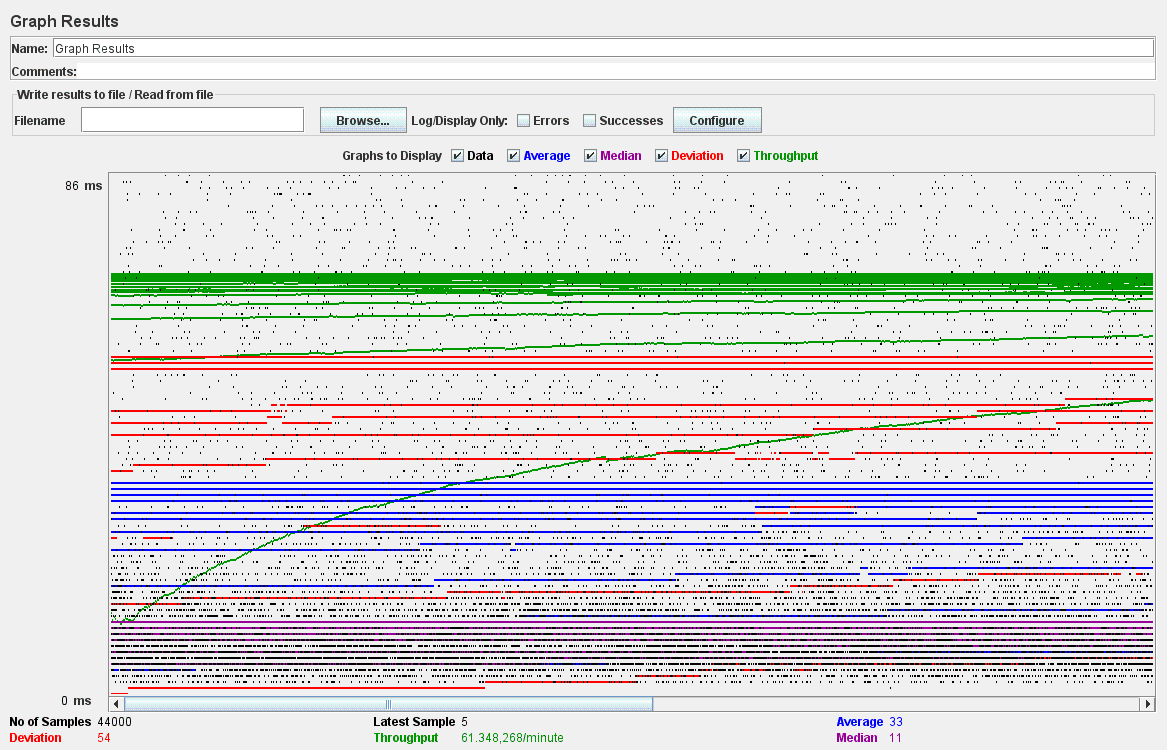 Graph Results
Name: Graph Results
Comments:
Write results to file / Read from file
Filename Browse... Log/Display Only: Errors Successes Configure
Graphs to Display Data Average Median Deviation Throughput
86 ms
0 ms
No of Samples 44000 Latest Sample 5 Average 33
Deviation 54 Throughput 61.348,268/minute Median 11